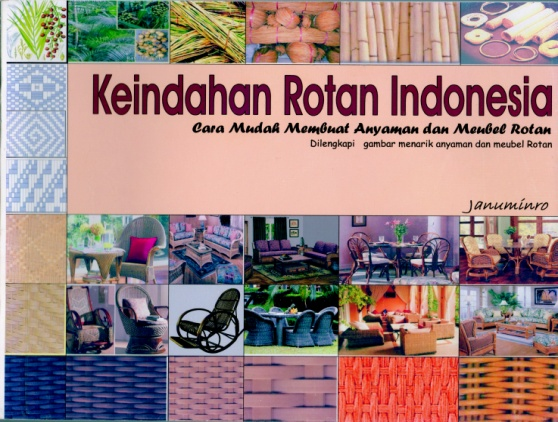 Keindahan Rotan Indonesia
Cara Mudah Membuat Anyaman dan Meubel Rotan
Dilengkapi gambar menarik anyaman dan meubel Rotan
Januminro